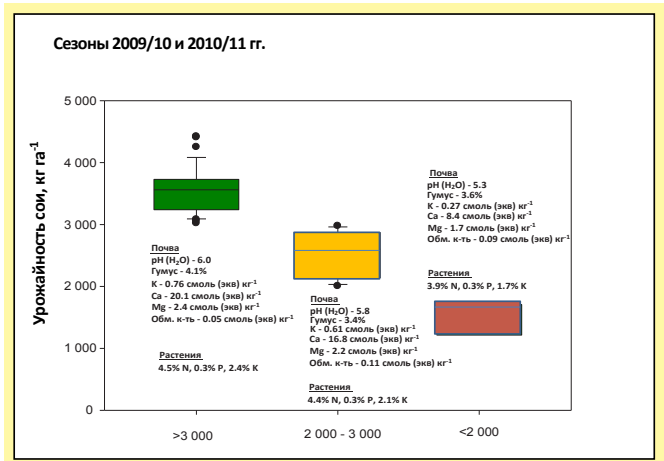 Сезоны 2009/10 и 2010/11 гг.
Урожайность сои, кг га⁻¹
5 000
4 000
3 000
2 000
1 000
0
Почва
pH (H₂O) - 6.0
Гумус - 4.1%
K - 0.76 смоль (экв) кг⁻¹
Ca - 20.1 смоль (экв) кг⁻¹
Mg - 2.4 смоль (экв) кг⁻¹
Обм. к-ть - 0.05 смоль (экв) кг⁻¹
Растения
4.5% N, 0.3% P, 2.4% K
Почва
pH (H₂O) - 5.8
Гумус - 3.4%
K - 0.61 смоль (экв) кг⁻¹
Ca - 16.8 смоль (экв) кг⁻¹
Mg - 2.2 смоль (экв) кг⁻¹
Обм. к-ть - 0.11 смоль (экв) кг⁻¹
Растения
4.4% N, 0.3% P, 2.1% K
Почва
pH (H₂O) - 5.3
Гумус - 3.6%
K - 0.27 смоль (экв) кг⁻¹
Ca - 8.4 смоль (экв) кг⁻¹
Mg - 1.7 смоль (экв) кг⁻¹
Обм. к-ть - 0.09 смоль (экв) кг⁻¹
Растения
3.9% N, 0.3% P, 1.7% K
>3 000
2 000 - 3 000
<2 000